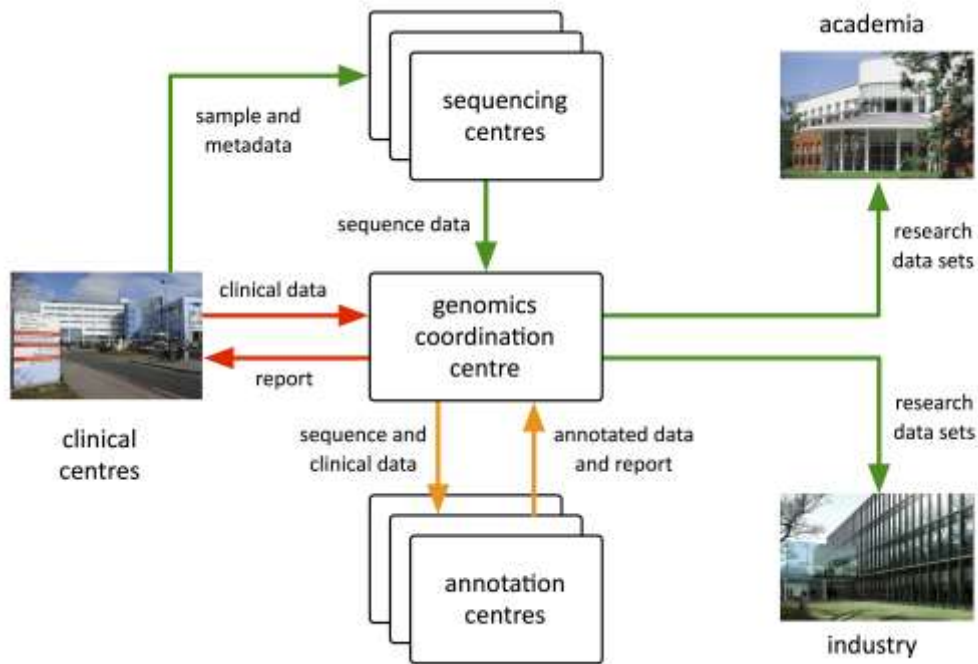 academia
sequencing
centres
sample and
metadata
sequence data
research
data sets
clinical data
genomics
coordination
centre
report
clinical
centres
sequence and
clinical data
annotated data
and report
research
data sets
annotation
centres
industry